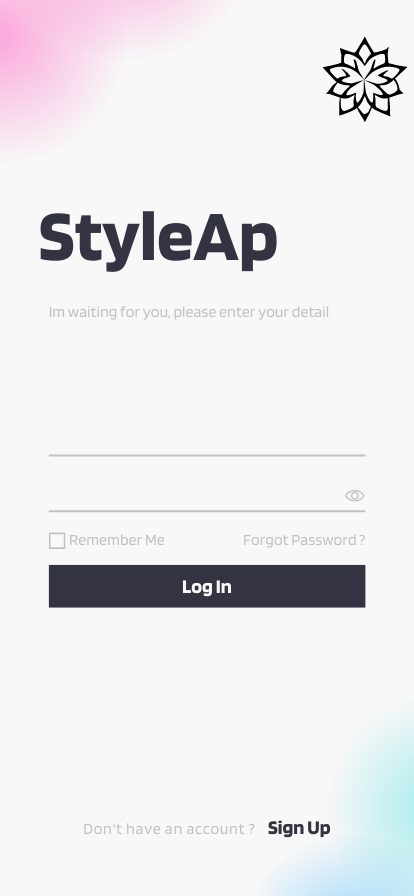 StyleAp
Im waiting for you, please enter your detail
Remember Me
Forgot Password ?
Log In
Don't have an account ? Sign Up